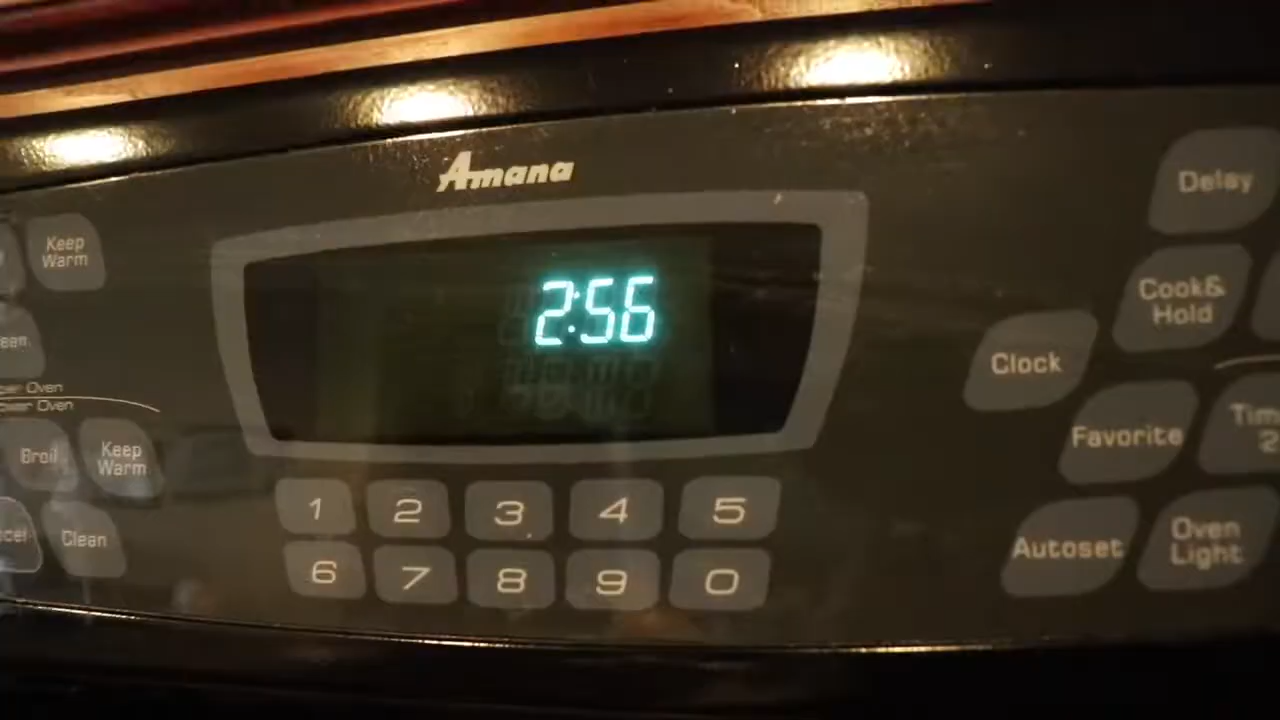 Amana
Delay
Keep
Warm
2:56
Cook&
Hold
Clock
Oven
Oven
Broil
Keep
Warm
Favorite
1 2 3 4 5
Clean
Autoset
Oven
Light
6 7 8 9 0